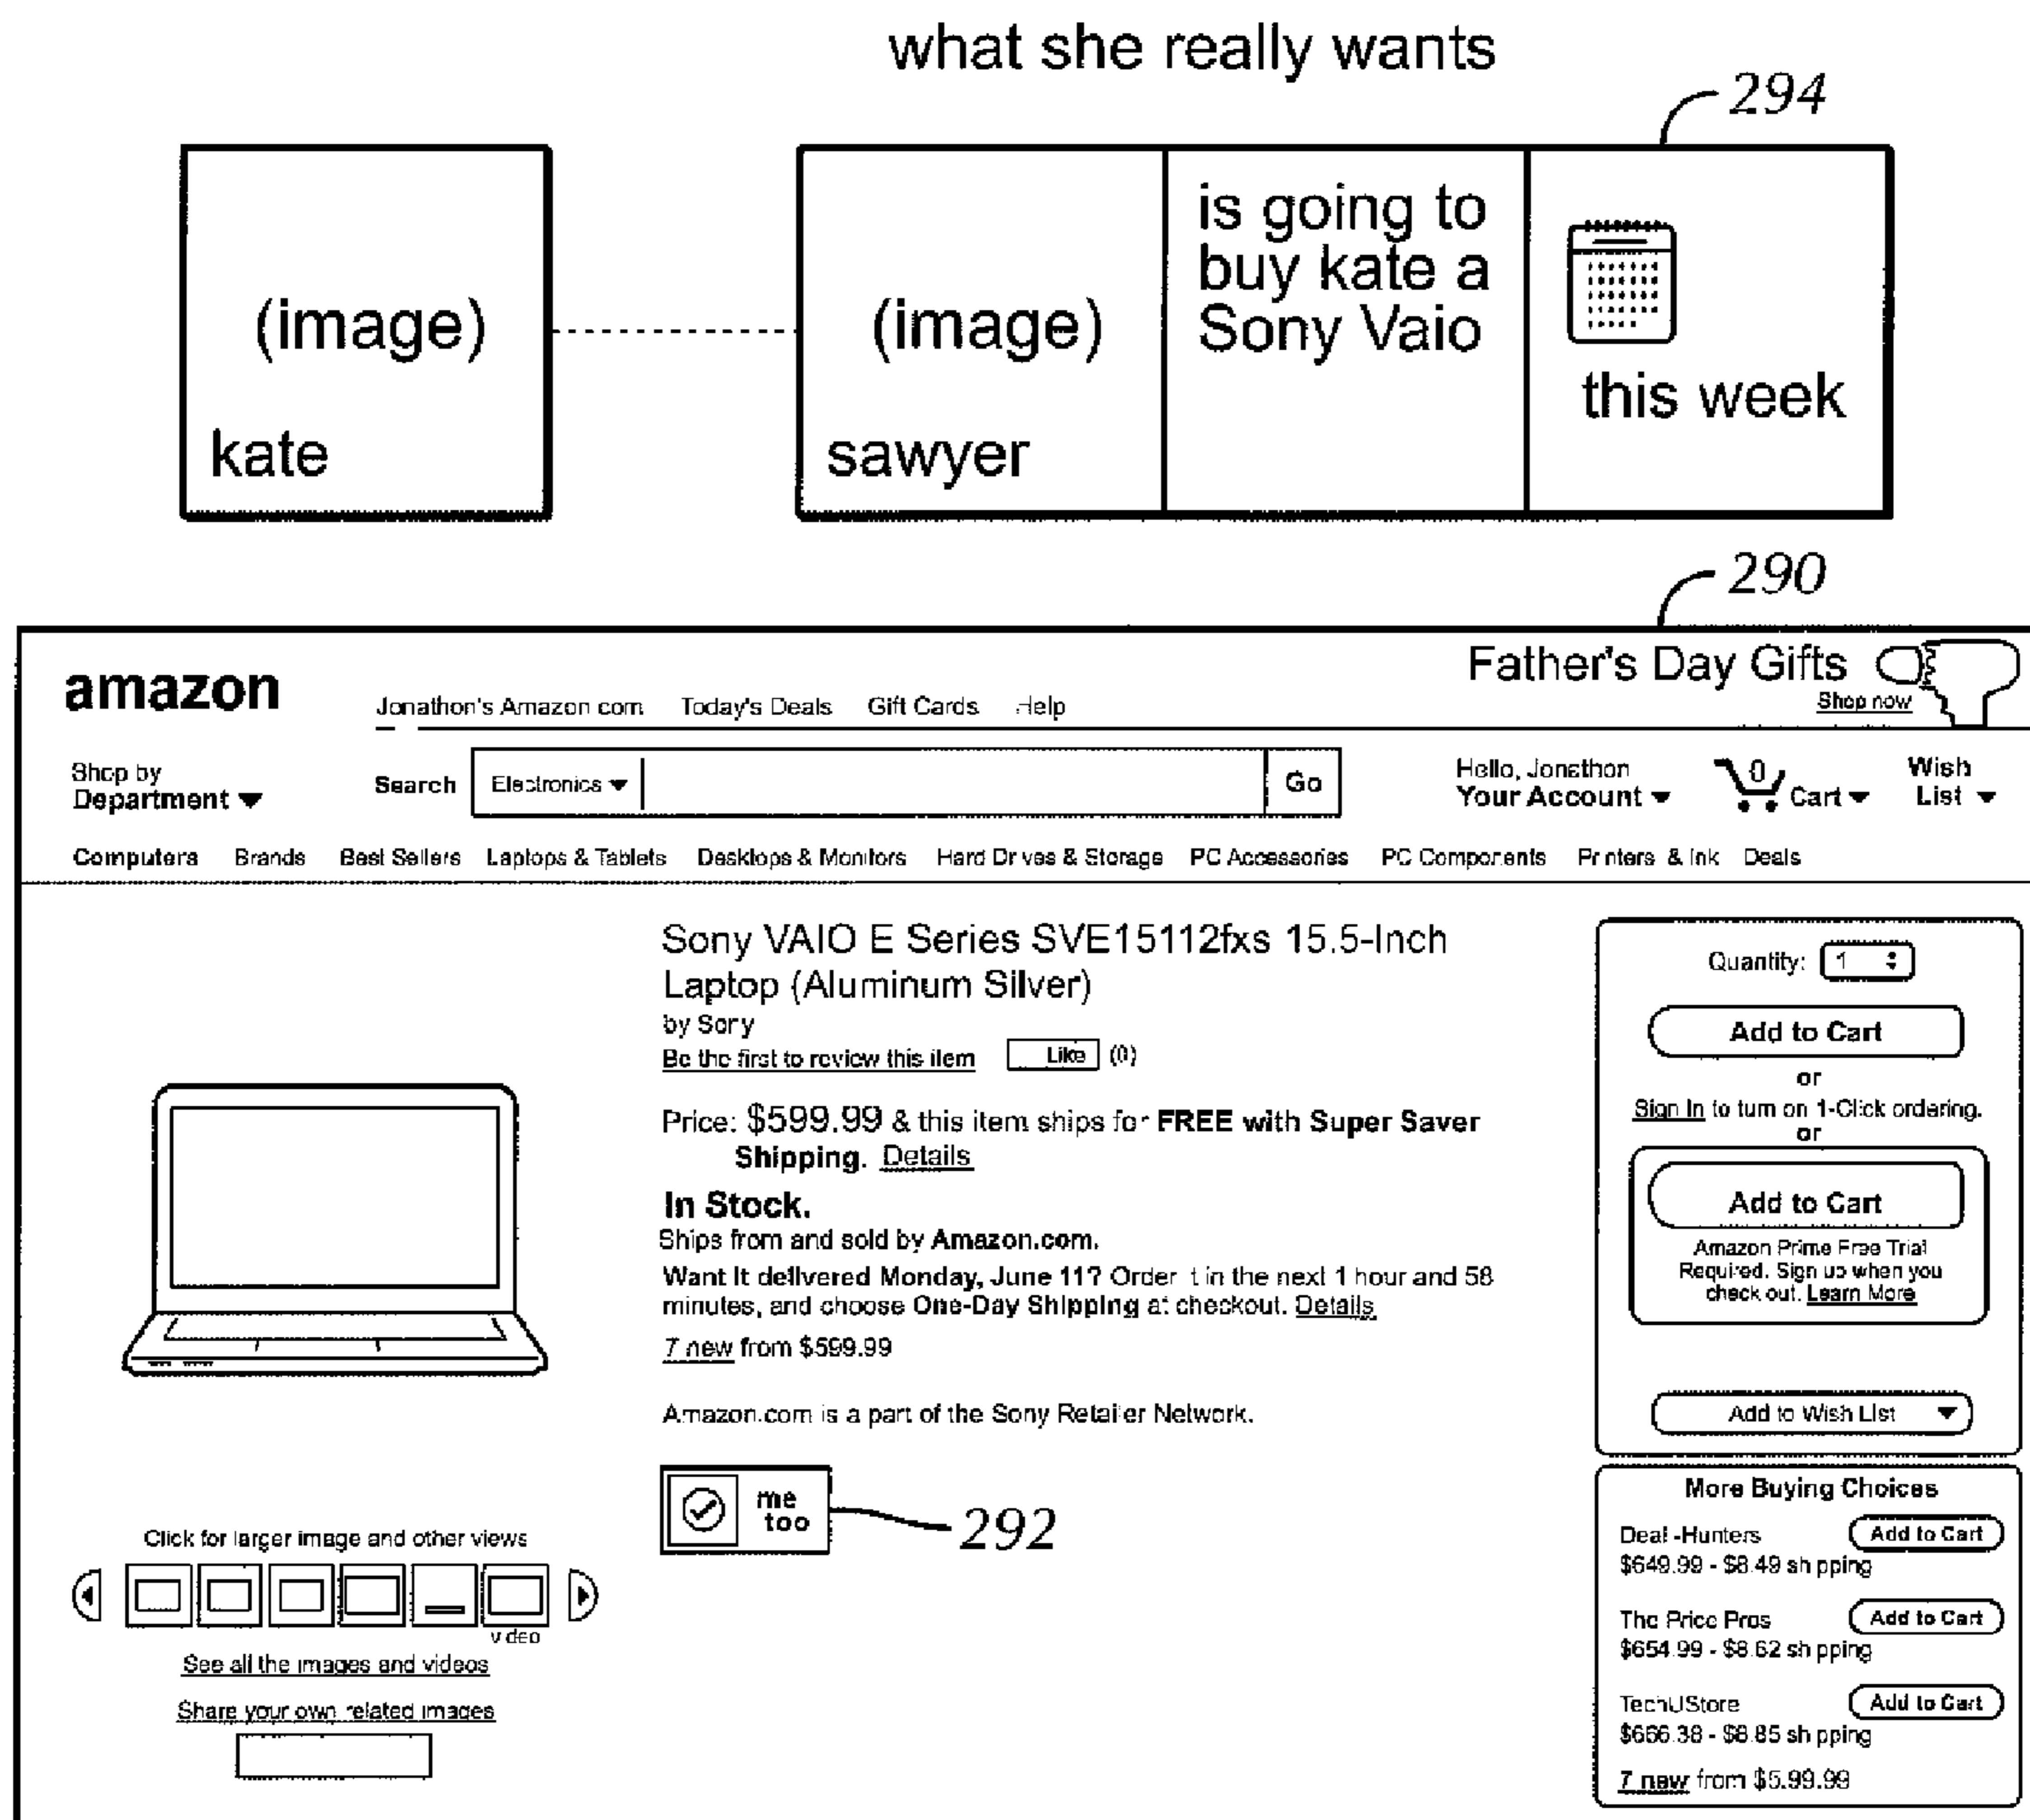 what she really wants
294
(image)
kate
(image)
sawyer
is going to
buy kate a
Sony Vaio
this week
290
amazon
Jonathon's Amazon com Today's Deals Gift Cards Help
Father's Day Gifts
Shop now
Shop by
Department
Search Electronics Go
Hello, Jonathon
Your Account
0 Cart
Wish
List
Computers Brands Best Sellers Laptops & Tablets Desktops & Monitors Hard Drives & Storage PC Accessories PC Components Printers & Ink Deals
Sony VAIO E Series SVE15112fxs 15.5-Inch
Laptop (Aluminum Silver)
by Sony
Be the first to review this item Like (0)
Price: $599.99 & this item ships for FREE with Super Saver
Shipping. Details
In Stock.
Ships from and sold by Amazon.com.
Want it delivered Monday, June 11? Order it in the next 1 hour and 58
minutes, and choose One-Day Shipping at checkout. Details
7 new from $599.99
Amazon.com is a part of the Sony Retailer Network.
me
too
292
Click for larger image and other views
video
See all the images and videos
Share your own related images
Quantity: 1
Add to Cart
or
Sign In to turn on 1-Click ordering.
or
Add to Cart
Amazon Prime Free Trial
Required. Sign up when you
check out. Learn More
Add to Wish List
More Buying Choices
Deal -Hunters Add to Cart
$649.99 - $8.49 shipping
The Price Pros Add to Cart
$654.99 - $8.62 shipping
TechUStore Add to Cart
$666.38 - $8.85 shipping
7 new from $5.99.99